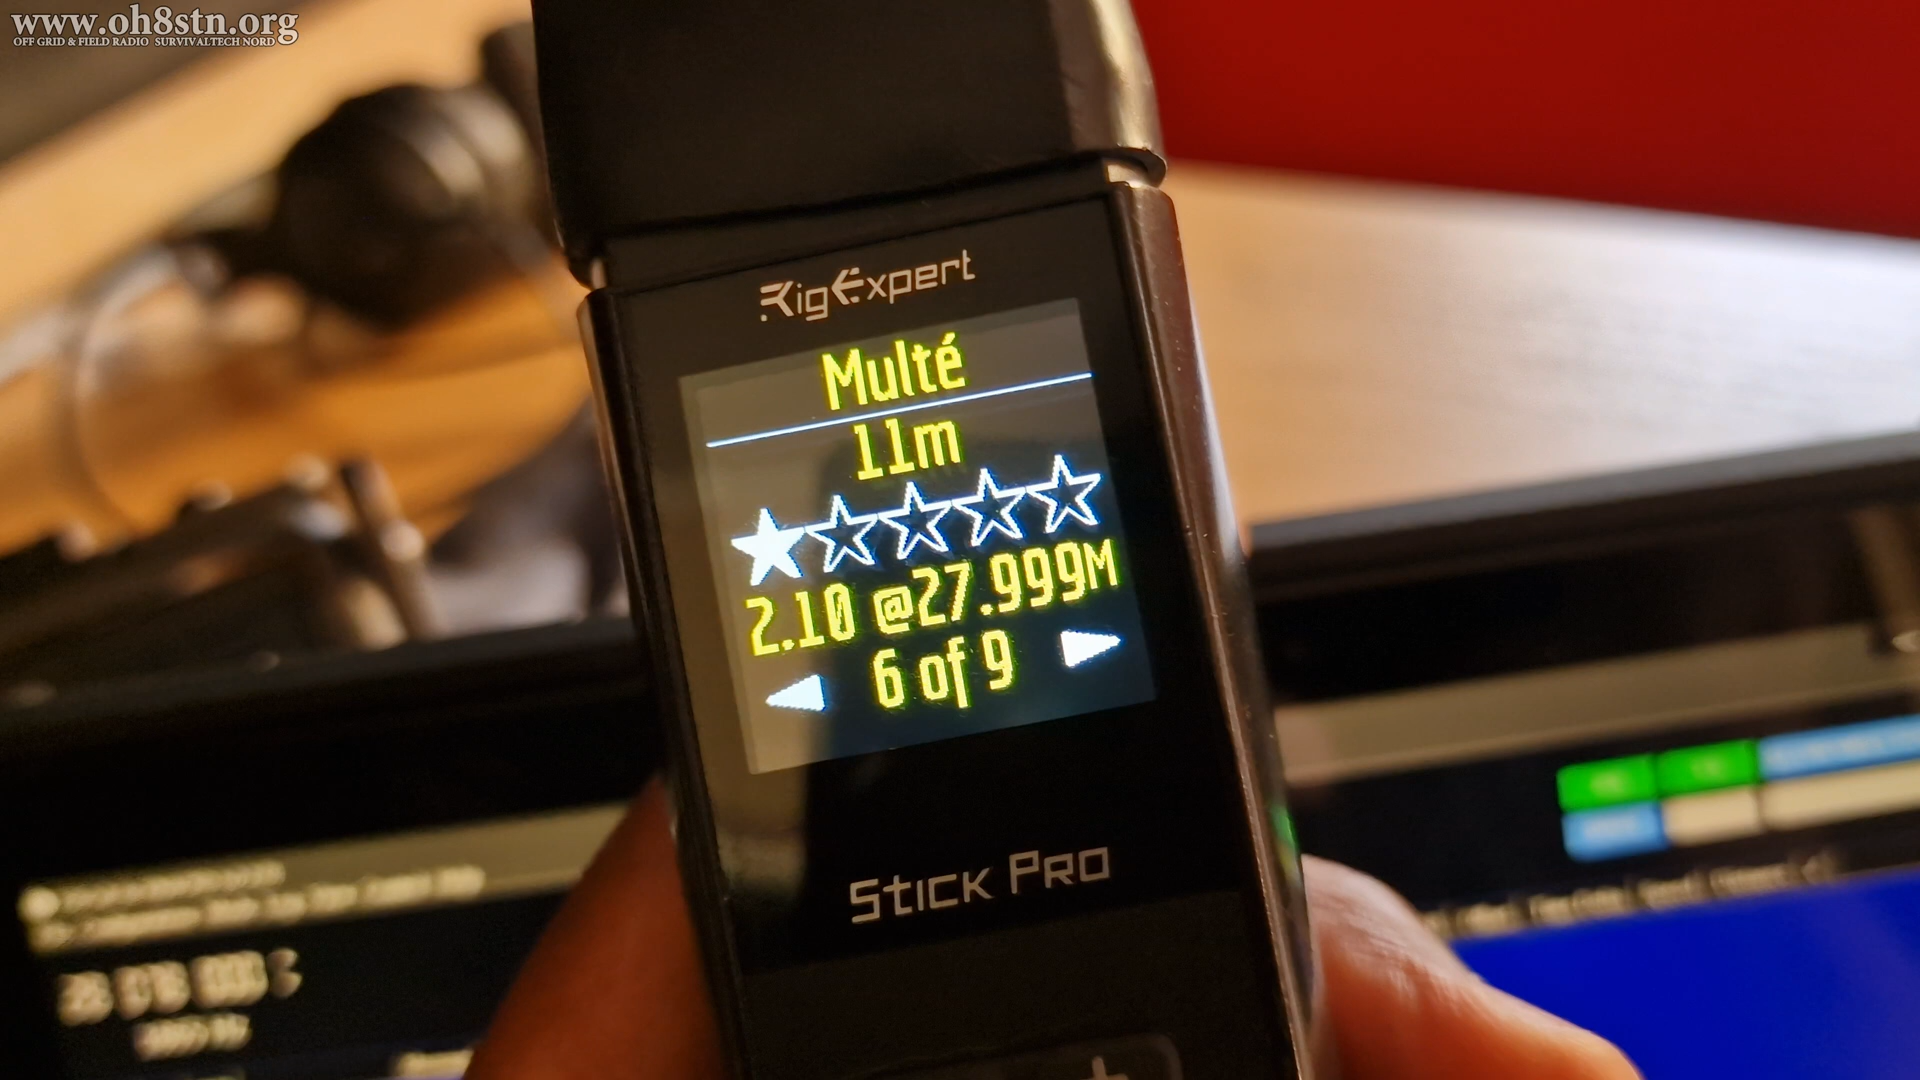 www.oh8stn.org
OFF GRID & FIELD RADIO SURVIVALTECH NORD
RigExpert
Multé
11m
2.10 @27.999M
6 of 9
Stick Pro